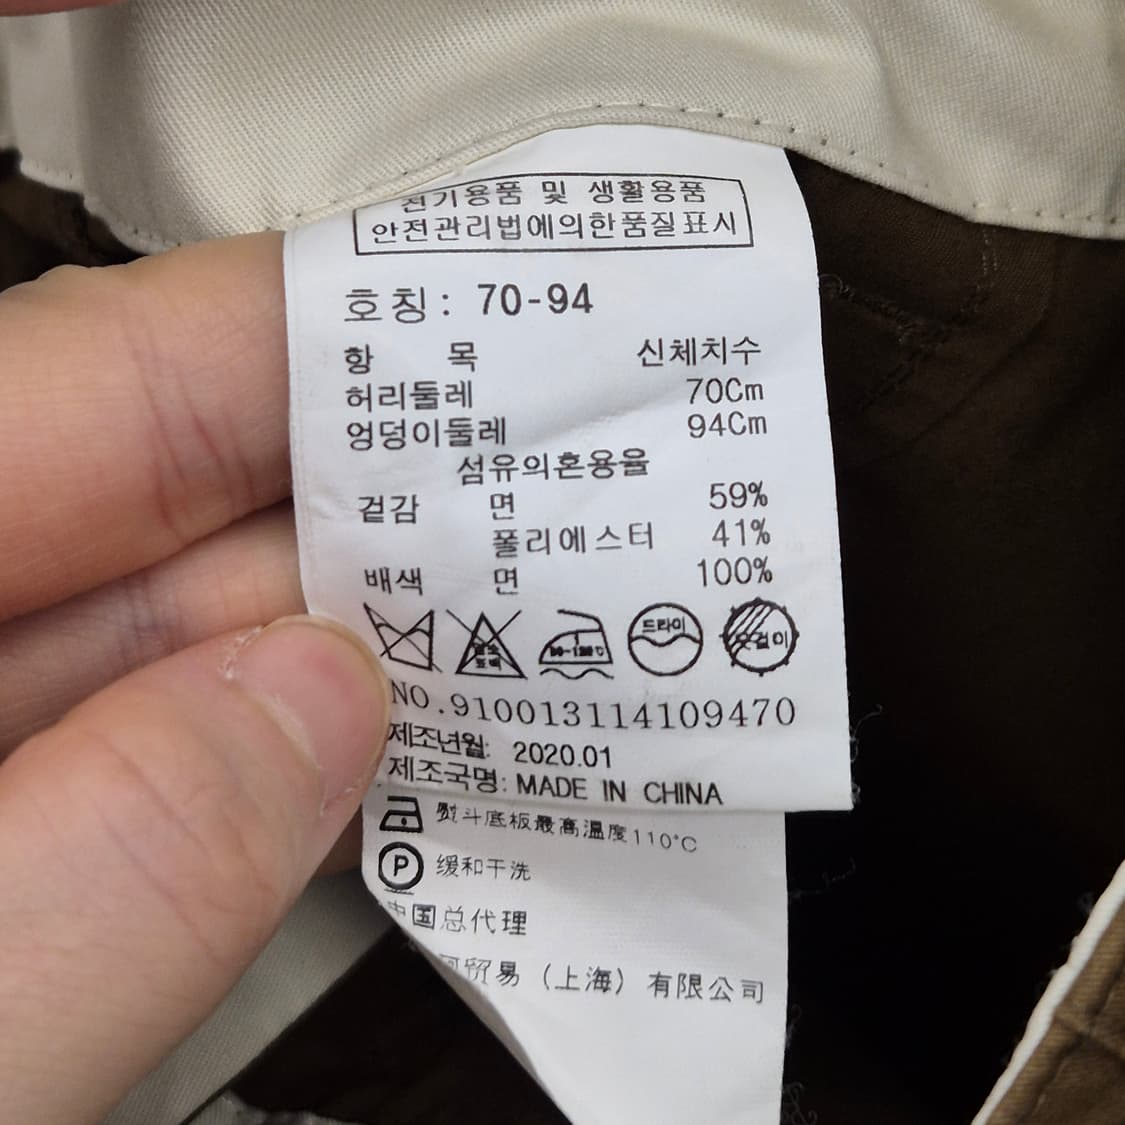 전기용품 및 생활용품
안전관리법에의한품질표시
호칭: 70-94
항 목 신체치수
허리둘레 70Cm
엉덩이둘레 94Cm
섬유의혼용율
겉감 면 59%
폴리에스터 41%
배색 면 100%
드라이
옷걸이
NO.910013114109470
제조년월: 2020.01
제조국명: MADE IN CHINA
熨斗底板最高温度110°C
P 缓和干洗
中国总代理
贸易（上海）有限公司